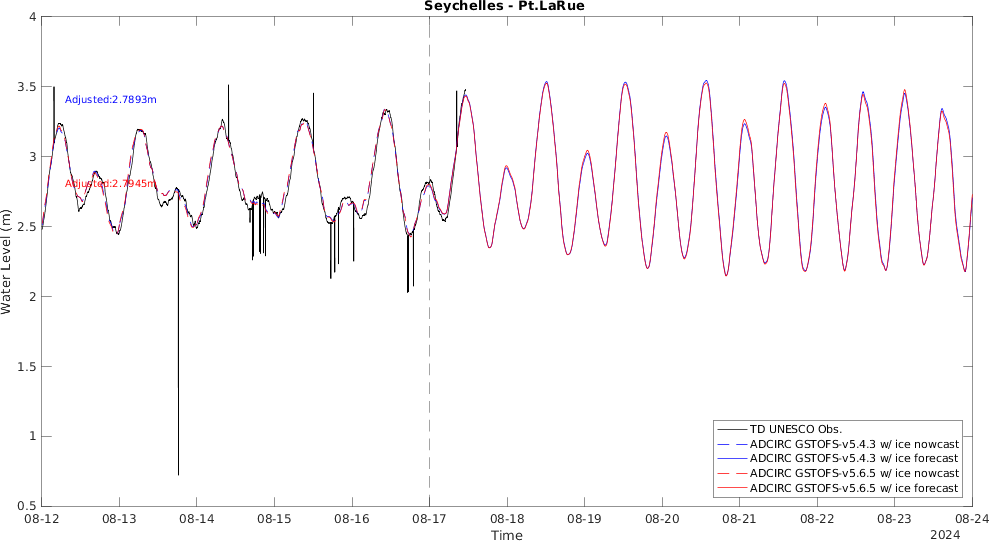 Seychelles - Pt.LaRue
4
3.5
3
2.5
2
1.5
1
0.5
Water Level (m)
Adjusted:2.7893m
Adjusted:2.7945m
TD UNESCO Obs.
ADCIRC GSTOFS-v5.4.3 w/ ice nowcast
ADCIRC GSTOFS-v5.4.3 w/ ice forecast
ADCIRC GSTOFS-v5.6.5 w/ ice nowcast
ADCIRC GSTOFS-v5.6.5 w/ ice forecast
08-12 08-13 08-14 08-15 08-16 08-17 08-18 08-19 08-20 08-21 08-22 08-23 08-24
Time
2024